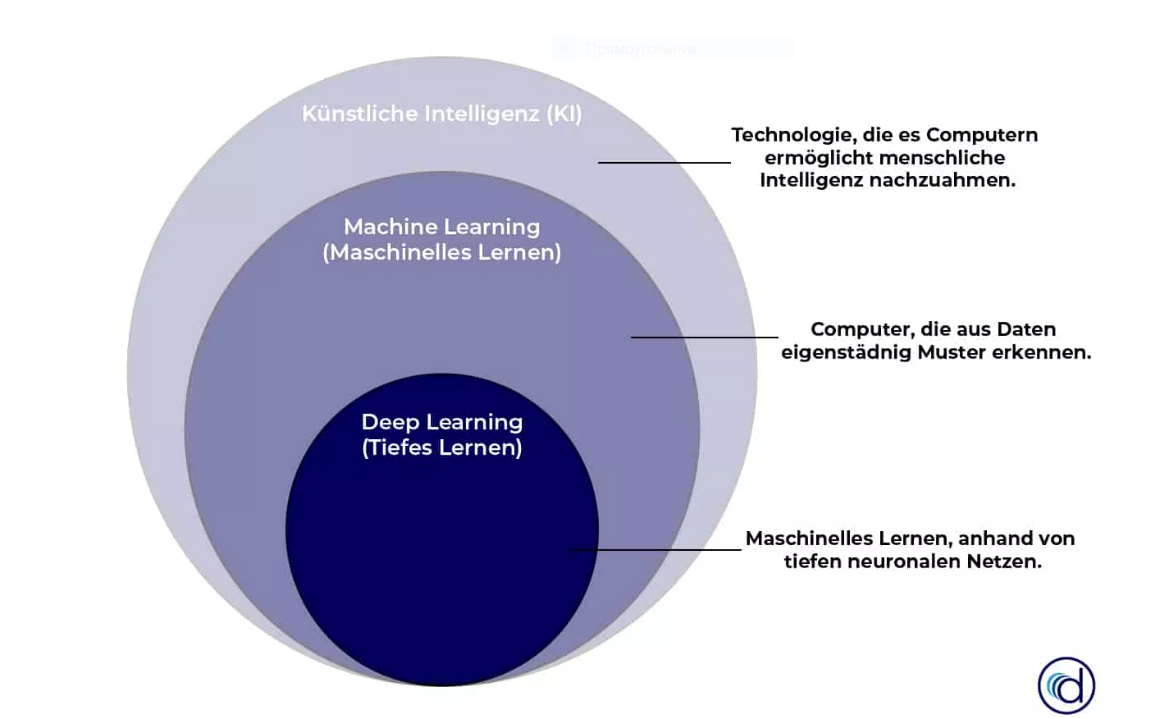 Künstliche Intelligenz (KI)
Technologie, die es Computern
ermöglicht menschliche
Intelligenz nachzuahmen.
Machine Learning
(Maschinelles Lernen)
Computer, die aus Daten
eigenstädnig Muster erkennen.
Deep Learning
(Tiefes Lernen)
Maschinelles Lernen, anhand von
tiefen neuronalen Netzen.
d